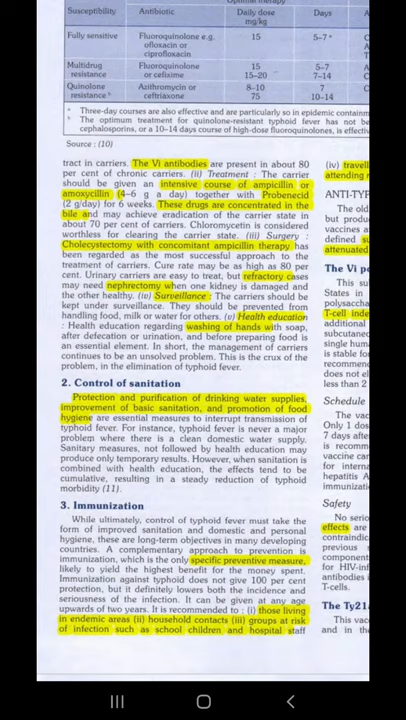 Optimal therapy
Susceptibility Antibiotic Daily dose mg/kg Days
Fully sensitive Fluoroquinolone e.g. ofloxacin or ciprofloxacin 15 5–7 a
Multidrug resistance Fluoroquinolone or cefixime 15 15–20 5–7 7–14
Quinolone resistance b Azithromycin or ceftriaxone 8–10 75 7 10–14
a Three-day courses are also effective and are particularly so in epidemic containm
b The optimum treatment for quinolone-resistant typhoid fever has not be
cephalosporins, or a 10–14 days course of high-dose fluoroquinolones, is effectiv
Source : (10)
tract in carriers. The Vi antibodies are present in about 80
per cent of chronic carriers. (ii) Treatment : The carrier
should be given an intensive course of ampicillin or
amoxycillin (4–6 g a day) together with Probenecid
(2 g/day) for 6 weeks. These drugs are concentrated in the
bile and may achieve eradication of the carrier state in
about 70 per cent of carriers. Chloromycetin is considered
worthless for clearing the carrier state. (iii) Surgery :
Cholecystectomy with concomitant ampicillin therapy has
been regarded as the most successful approach to the
treatment of carriers. Cure rate may be as high as 80 per
cent. Urinary carriers are easy to treat, but refractory cases
may need nephrectomy when one kidney is damaged and
the other healthy. (iv) Surveillance : The carriers should be
kept under surveillance. They should be prevented from
handling food, milk or water for others. (v) Health education
: Health education regarding washing of hands with soap,
after defecation or urination, and before preparing food is
an essential element. In short, the management of carriers
continues to be an unsolved problem. This is the crux of the
problem, in the elimination of typhoid fever.
2. Control of sanitation
Protection and purification of drinking water supplies,
improvement of basic sanitation, and promotion of food
hygiene are essential measures to interrupt transmission of
typhoid fever. For instance, typhoid fever is never a major
problem where there is a clean domestic water supply.
Sanitary measures, not followed by health education may
produce only temporary results. However, when sanitation is
combined with health education, the effects tend to be
cumulative, resulting in a steady reduction of typhoid
morbidity (11).
3. Immunization
While ultimately, control of typhoid fever must take the
form of improved sanitation and domestic and personal
hygiene, these are long-term objectives in many developing
countries. A complementary approach to prevention is
immunization, which is the only specific preventive measure,
likely to yield the highest benefit for the money spent.
Immunization against typhoid does not give 100 per cent
protection, but it definitely lowers both the incidence and
seriousness of the infection. It can be given at any age
upwards of two years. It is recommended to : (i) those living
in endemic areas (ii) household contacts (iii) groups at risk
of infection such as school children and hospital staff
(iv) travell
attending
ANTI-TYP
The old
but produc
vaccines a
defined su
attenuated
The Vi po
This su
States in
polysaccha
T-cell inde
additional
subcutaneo
single huma
is stable for
recommend
does not el
less than 2
Schedule
The vac
Only 1 dos
7 days afte
is recomm
vaccine car
for interna
hepatitis A
immunizati
Safety
No serio
effects are
contraindic
previous
component
for HIV-inf
antibodies i
T-cells.
The Ty21a
This vac
and in the